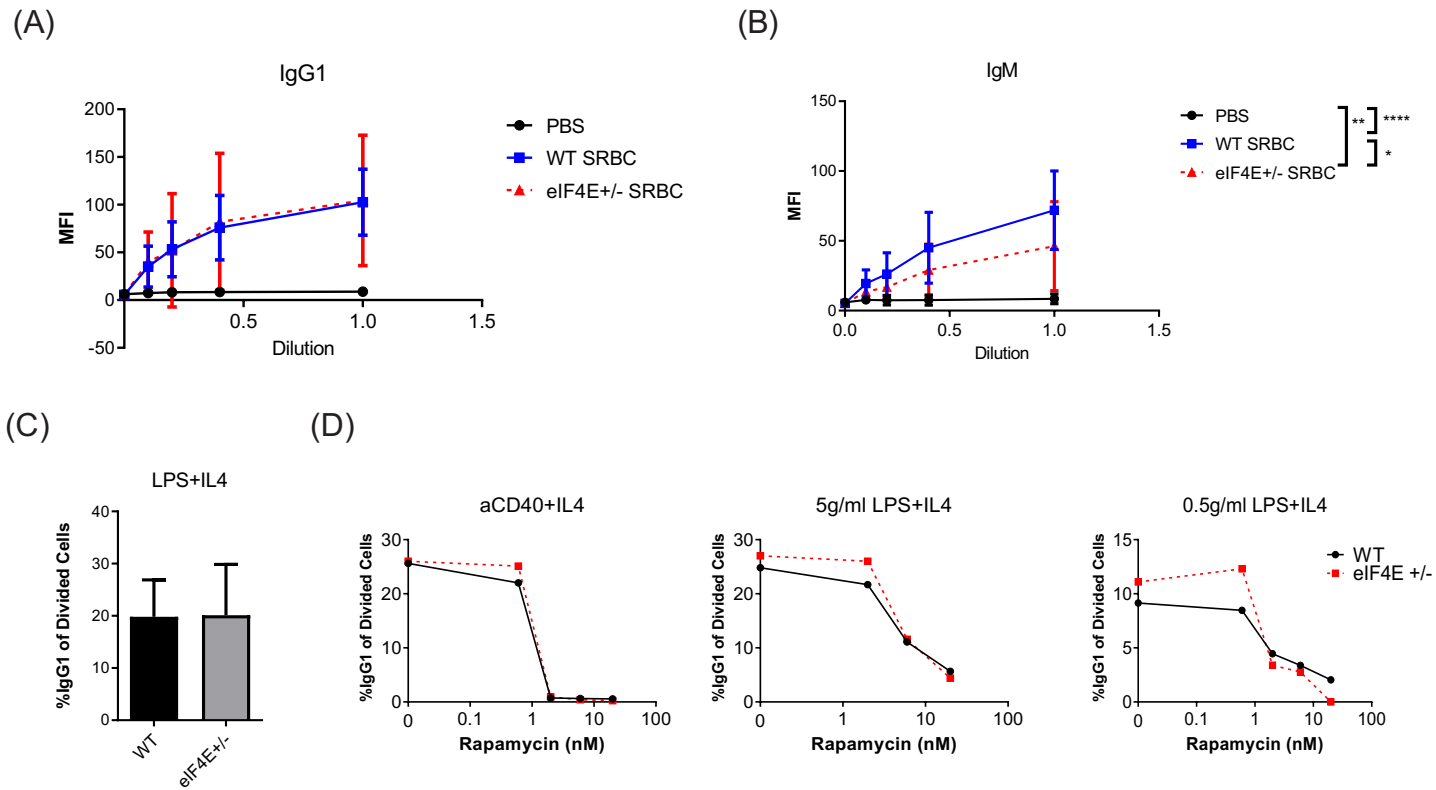 (A)
IgG1
200
150
100
50
0
-50
MFI
0.5
1.0
1.5
Dilution
PBS
WT SRBC
eIF4E+/- SRBC
(B)
IgM
150
100
50
0
MFI
0.0
0.5
1.0
1.5
Dilution
PBS
WT SRBC
eIF4E+/- SRBC
**
****
*
(C)
LPS+IL4
40
30
20
10
0
%IgG1 of Divided Cells
WT
eIF4E+/-
(D)
aCD40+IL4
30
20
10
0
%IgG1 of Divided Cells
0
0.1
1
10
100
Rapamycin (nM)
5g/ml LPS+IL4
30
20
10
0
%IgG1 of Divided Cells
0
1
10
100
Rapamycin (nM)
0.5g/ml LPS+IL4
15
10
5
0
%IgG1 of Divided Cells
0
0.1
1
10
100
Rapamycin (nM)
WT
eIF4E +/-